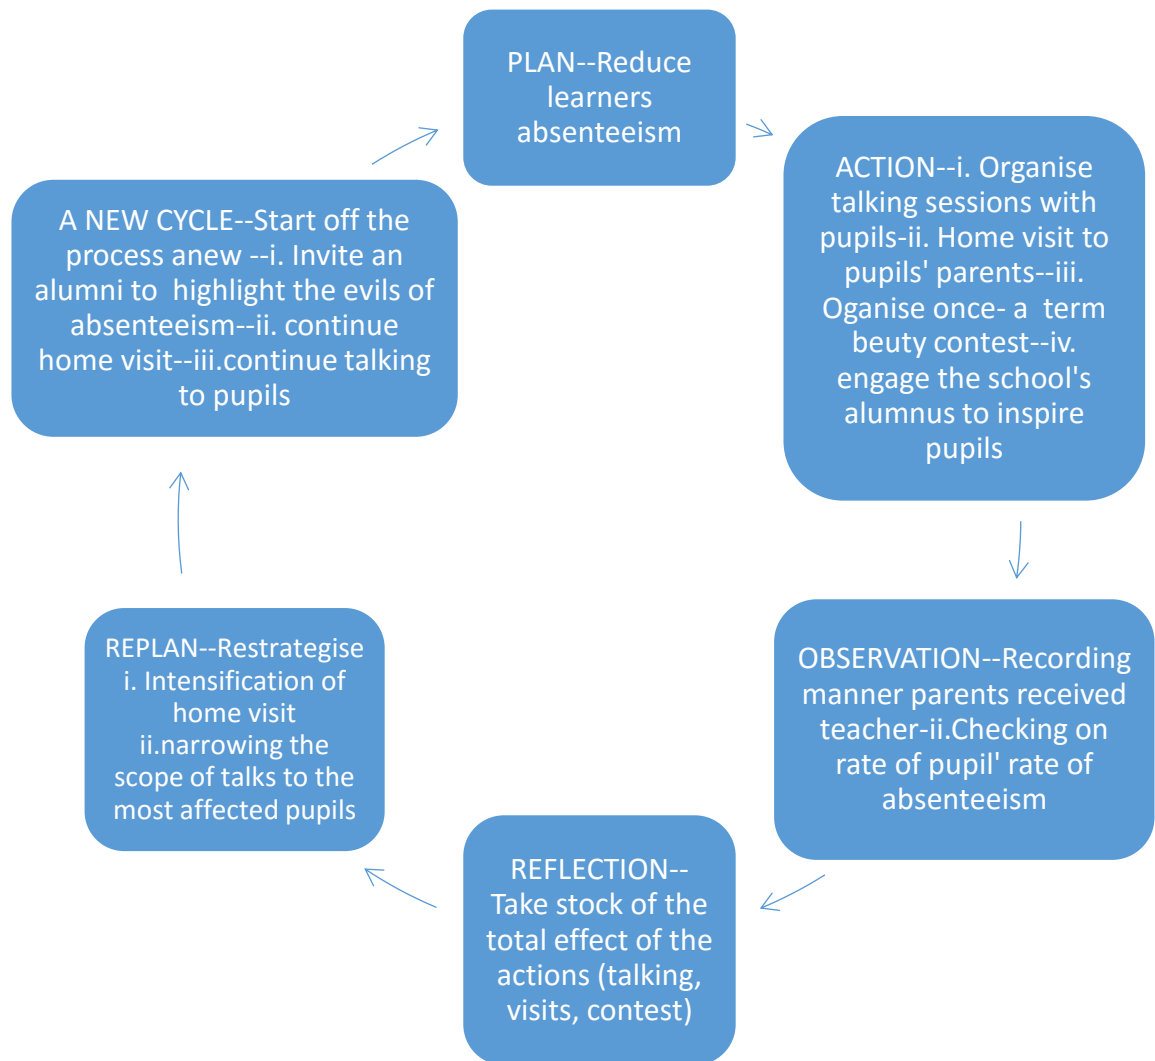 PLAN--Reduce
learners
absenteeism
ACTION--i. Organise
talking sessions with
pupils-ii. Home visit to
pupils' parents--iii.
Oganise once- a  term
beuty contest--iv.
engage the school's
alumnus to inspire
pupils
OBSERVATION--Recording
manner parents received
teacher-ii.Checking on
rate of pupil' rate of
absenteeism
REFLECTION--
Take stock of the
total effect of the
actions (talking,
visits, contest)
REPLAN--Restrategise
i. Intensification of
home visit
ii.narrowing the
scope of talks to the
most affected pupils
A NEW CYCLE--Start off the
process anew --i. Invite an
alumni to  highlight the evils of
absenteeism--ii. continue
home visit--iii.continue talking
to pupils